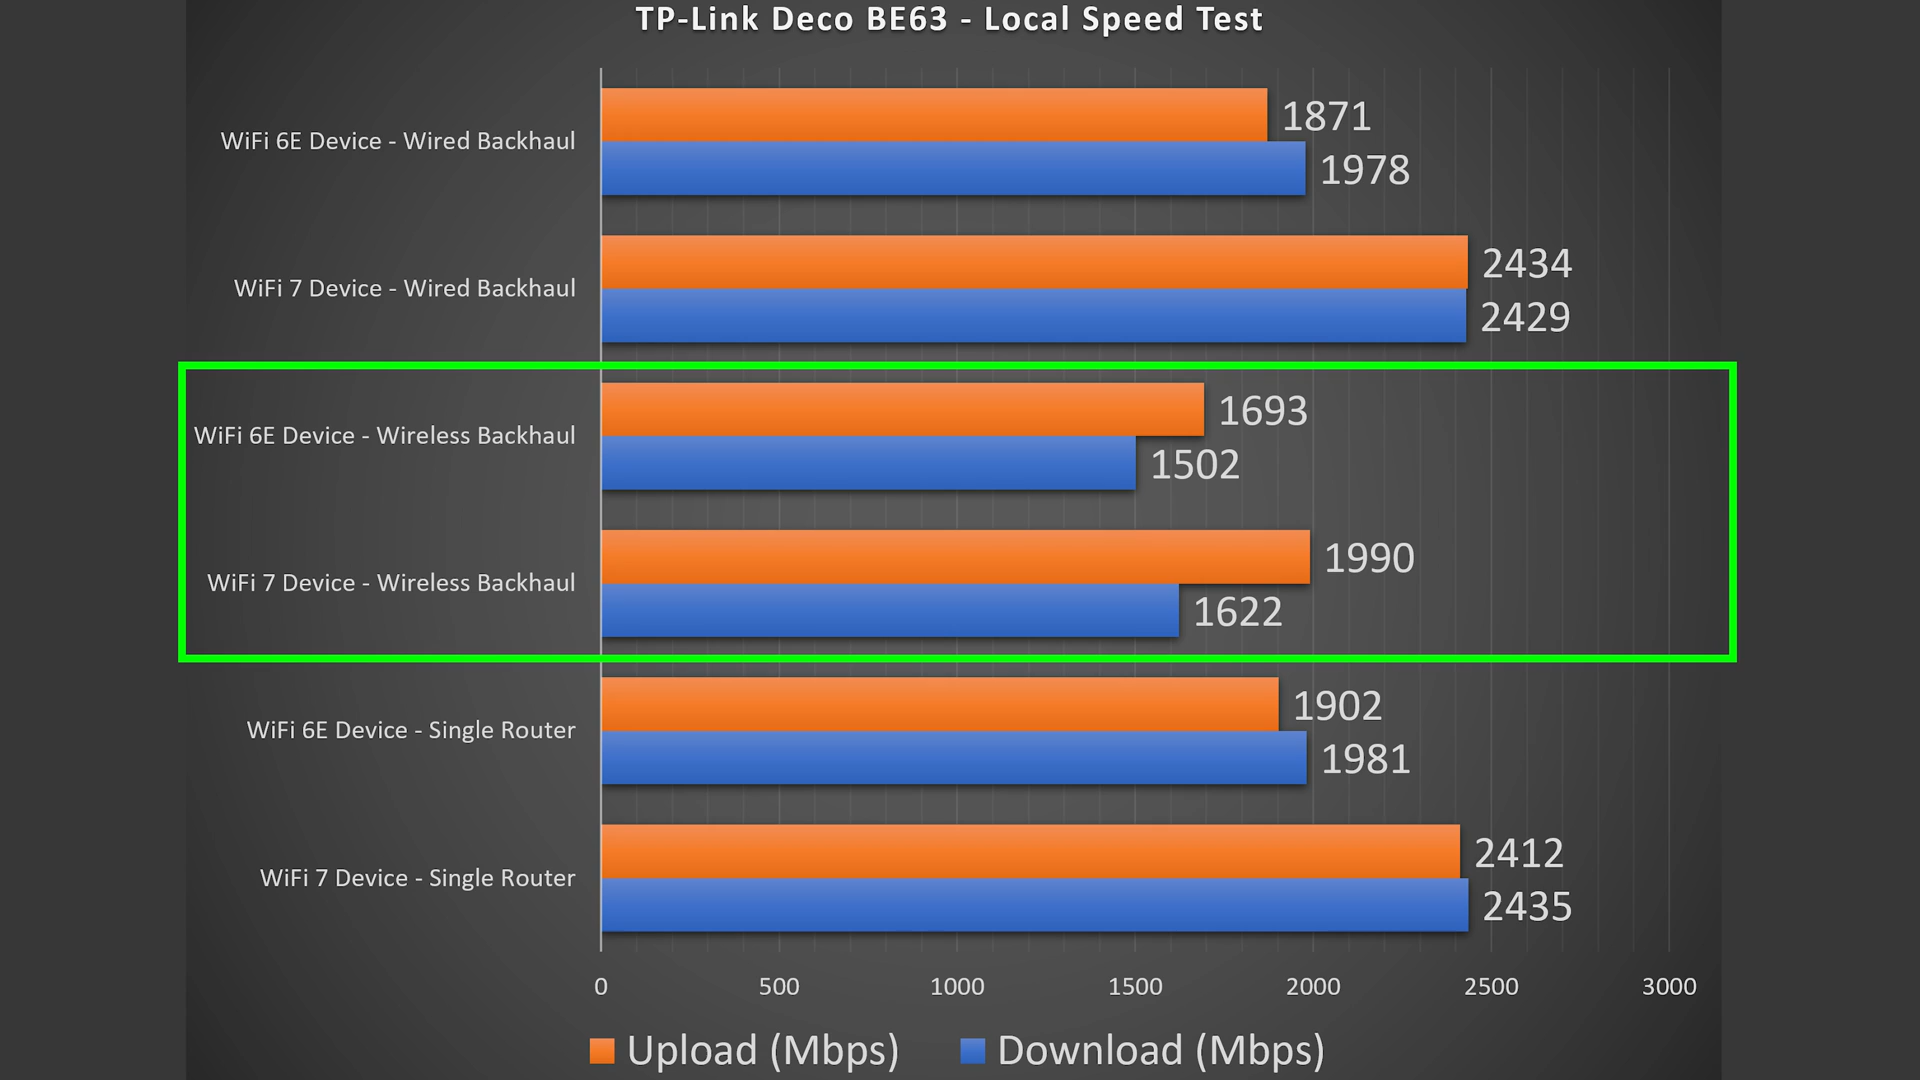 TP-Link Deco BE63 - Local Speed Test
WiFi 6E Device - Wired Backhaul
1871
1978
WiFi 7 Device - Wired Backhaul
2434
2429
WiFi 6E Device - Wireless Backhaul
1693
1502
WiFi 7 Device - Wireless Backhaul
1990
1622
WiFi 6E Device - Single Router
1902
1981
WiFi 7 Device - Single Router
2412
2435
0 500 1000 1500 2000 2500 3000
Upload (Mbps) Download (Mbps)